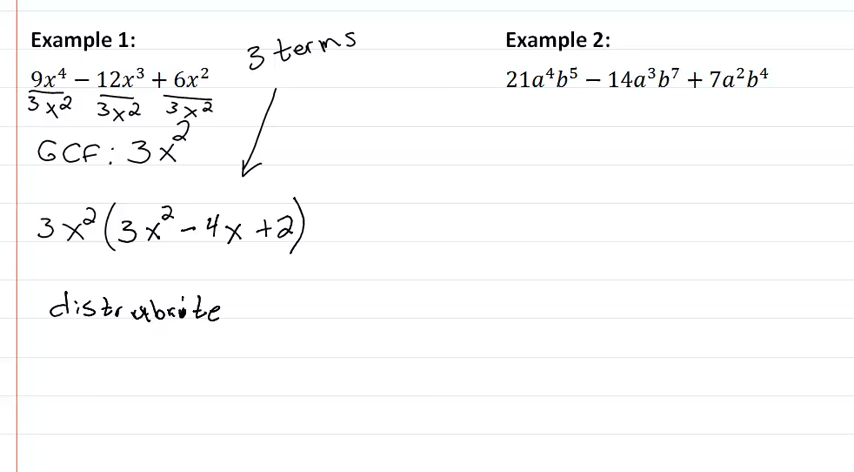 Example 1:
3 terms
9x⁴ − 12x³ + 6x²
3x² 3x² 3x²
GCF: 3x²
3x²(3x² - 4x + 2)
Example 2:
21a⁴b⁵ − 14a³b⁷ + 7a²b⁴